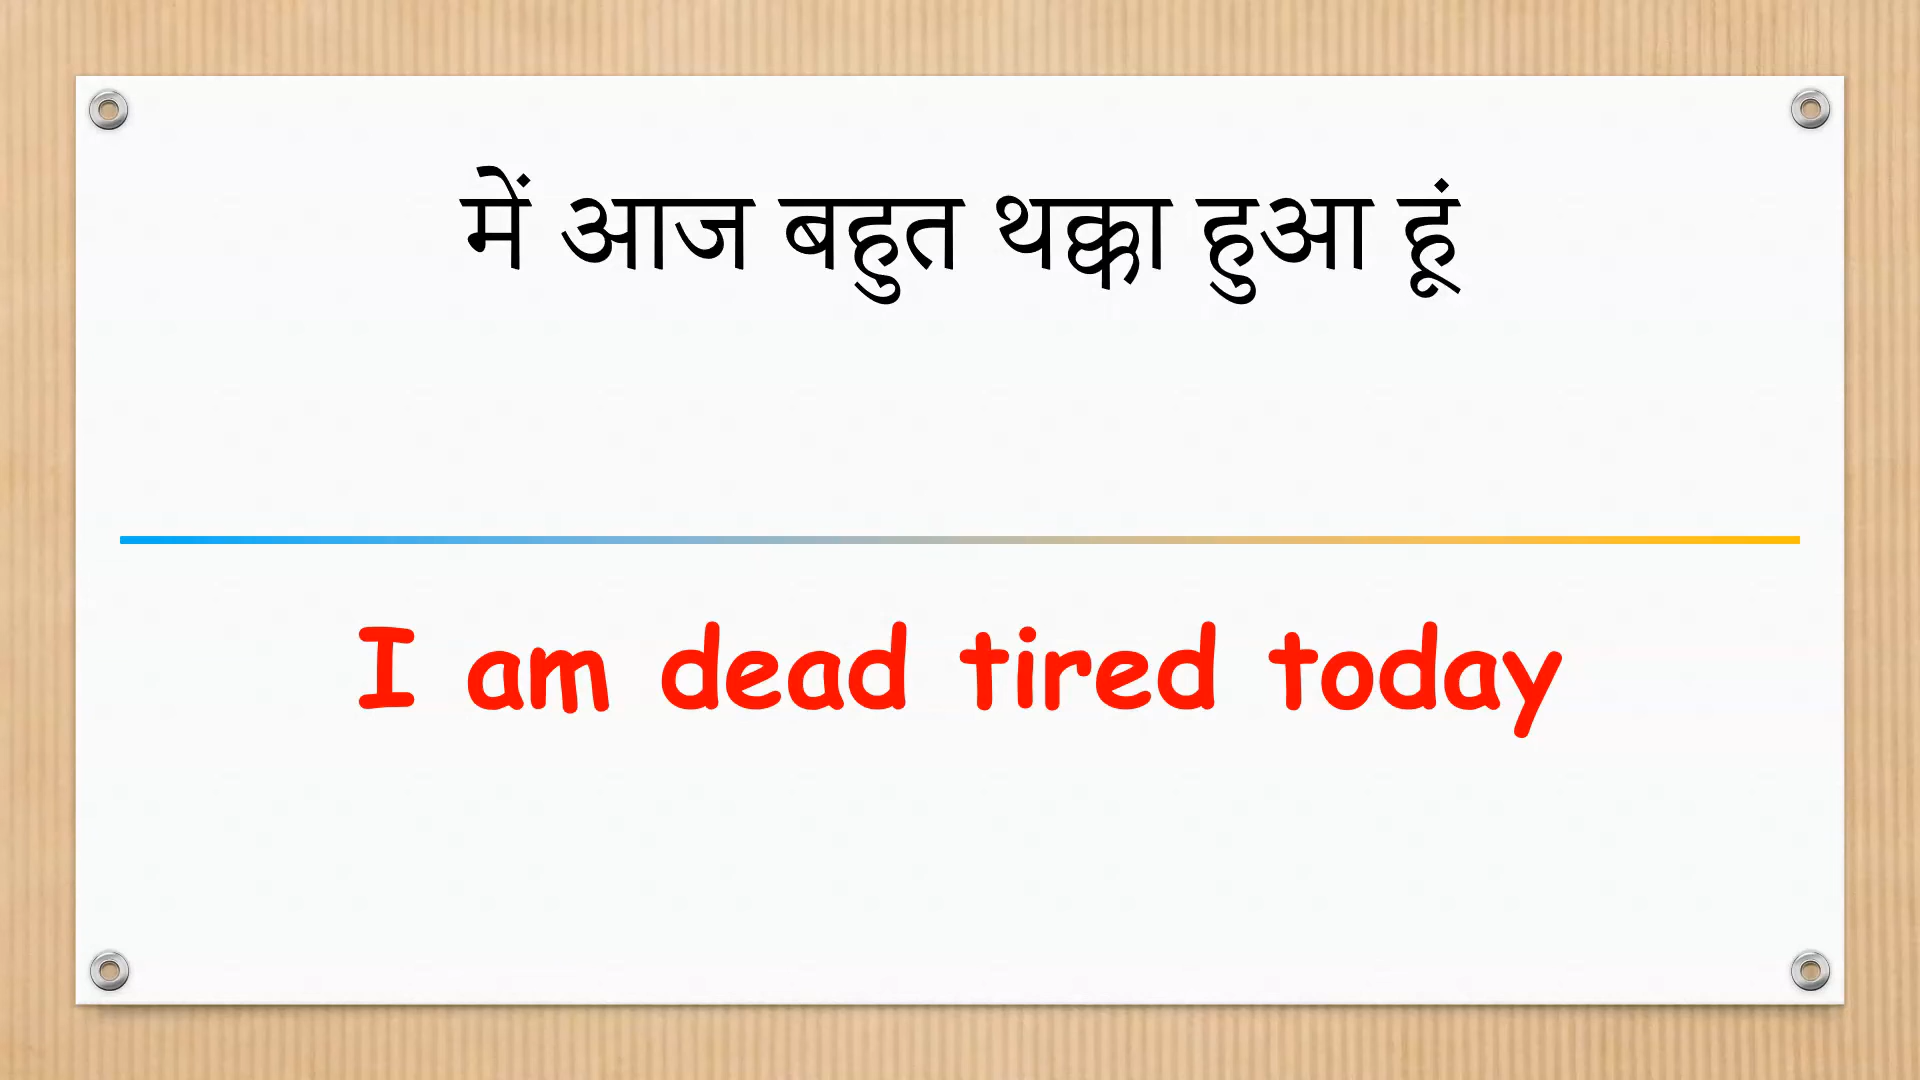 में आज बहुत थक्का हुआ हूं
I am dead tired today